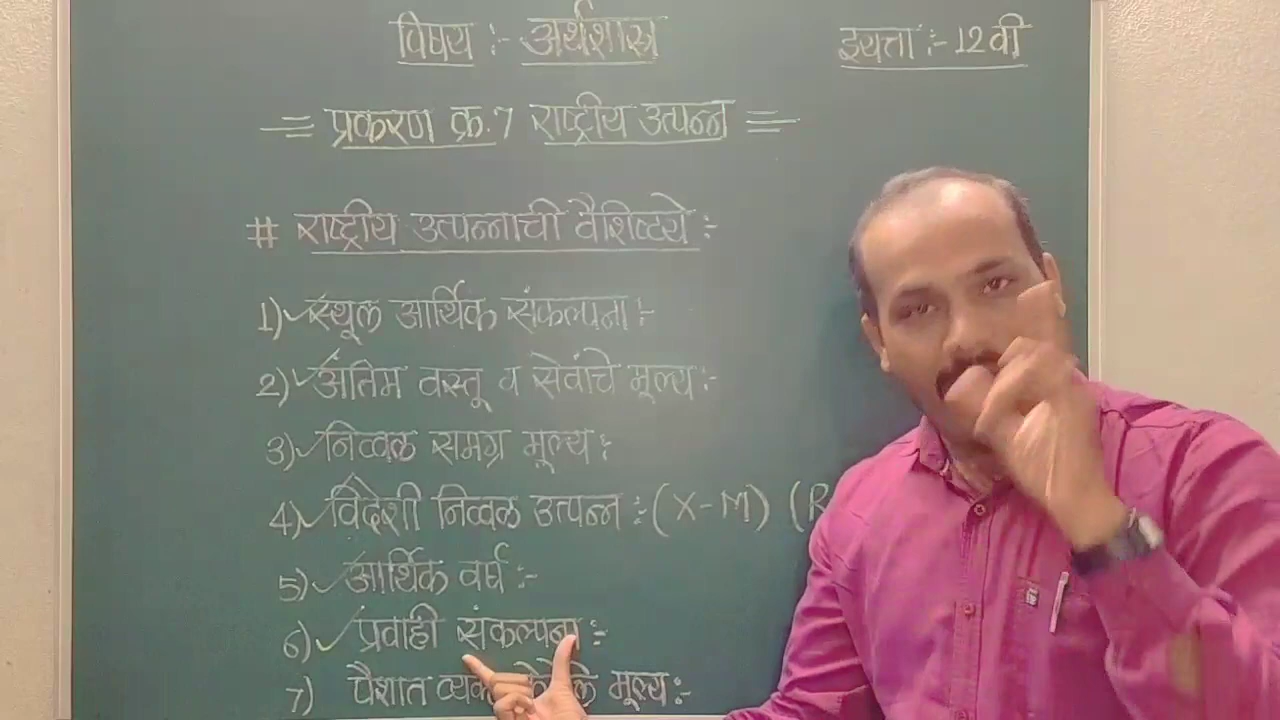 विषय :- अर्थशास्त्र
इयत्ता :- 12 वी
= प्रकरण क्र. 7 राष्ट्रीय उत्पन्न =
# राष्ट्रीय उत्पन्नाची वैशिष्ट्ये :-
1) ✓ स्थूल आर्थिक संकल्पना :-
2) ✓ अंतिम वस्तू व सेवांचे मूल्य :-
3) ✓ निव्वळ समग्र मूल्य :-
4) ✓ विदेशी निव्वळ उत्पन्न :- (X-M) (R
5) ✓ आर्थिक वर्ष :-
6) ✓ प्रवाही संकल्पना :-
7) पैशात मूल्य :-